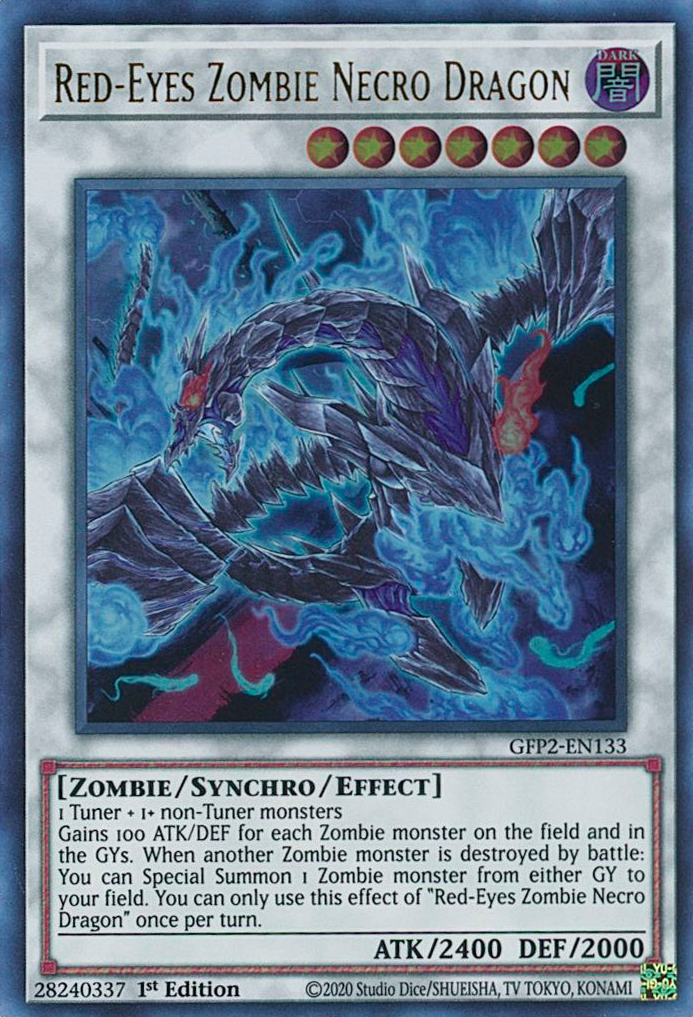 Red-Eyes Zombie Necro Dragon
DARK
闇
GFP2-EN133
[Zombie/Synchro/Effect]
1 Tuner + 1+ non-Tuner monsters
Gains 100 ATK/DEF for each Zombie monster on the field and in
the GYs. When another Zombie monster is destroyed by battle:
You can Special Summon 1 Zombie monster from either GY to
your field. You can only use this effect of "Red-Eyes Zombie Necro
Dragon" once per turn.
ATK/2400 DEF/2000
28240337 1st Edition
©2020 Studio Dice/SHUEISHA, TV TOKYO, KONAMI